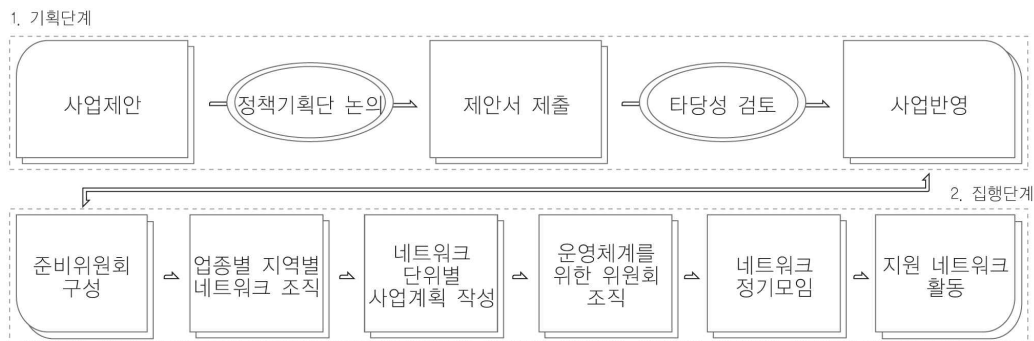 1. 기획단계
사업제안
정책기획단 논의
제안서 제출
타당성 검토
사업반영
2. 집행단계
준비위원회
구성
업종별 지역별
네트워크 조직
네트워크
단위별
사업계획 작성
운영체계를
위한 위원회
조직
네트워크
정기모임
지원 네트워크
활동